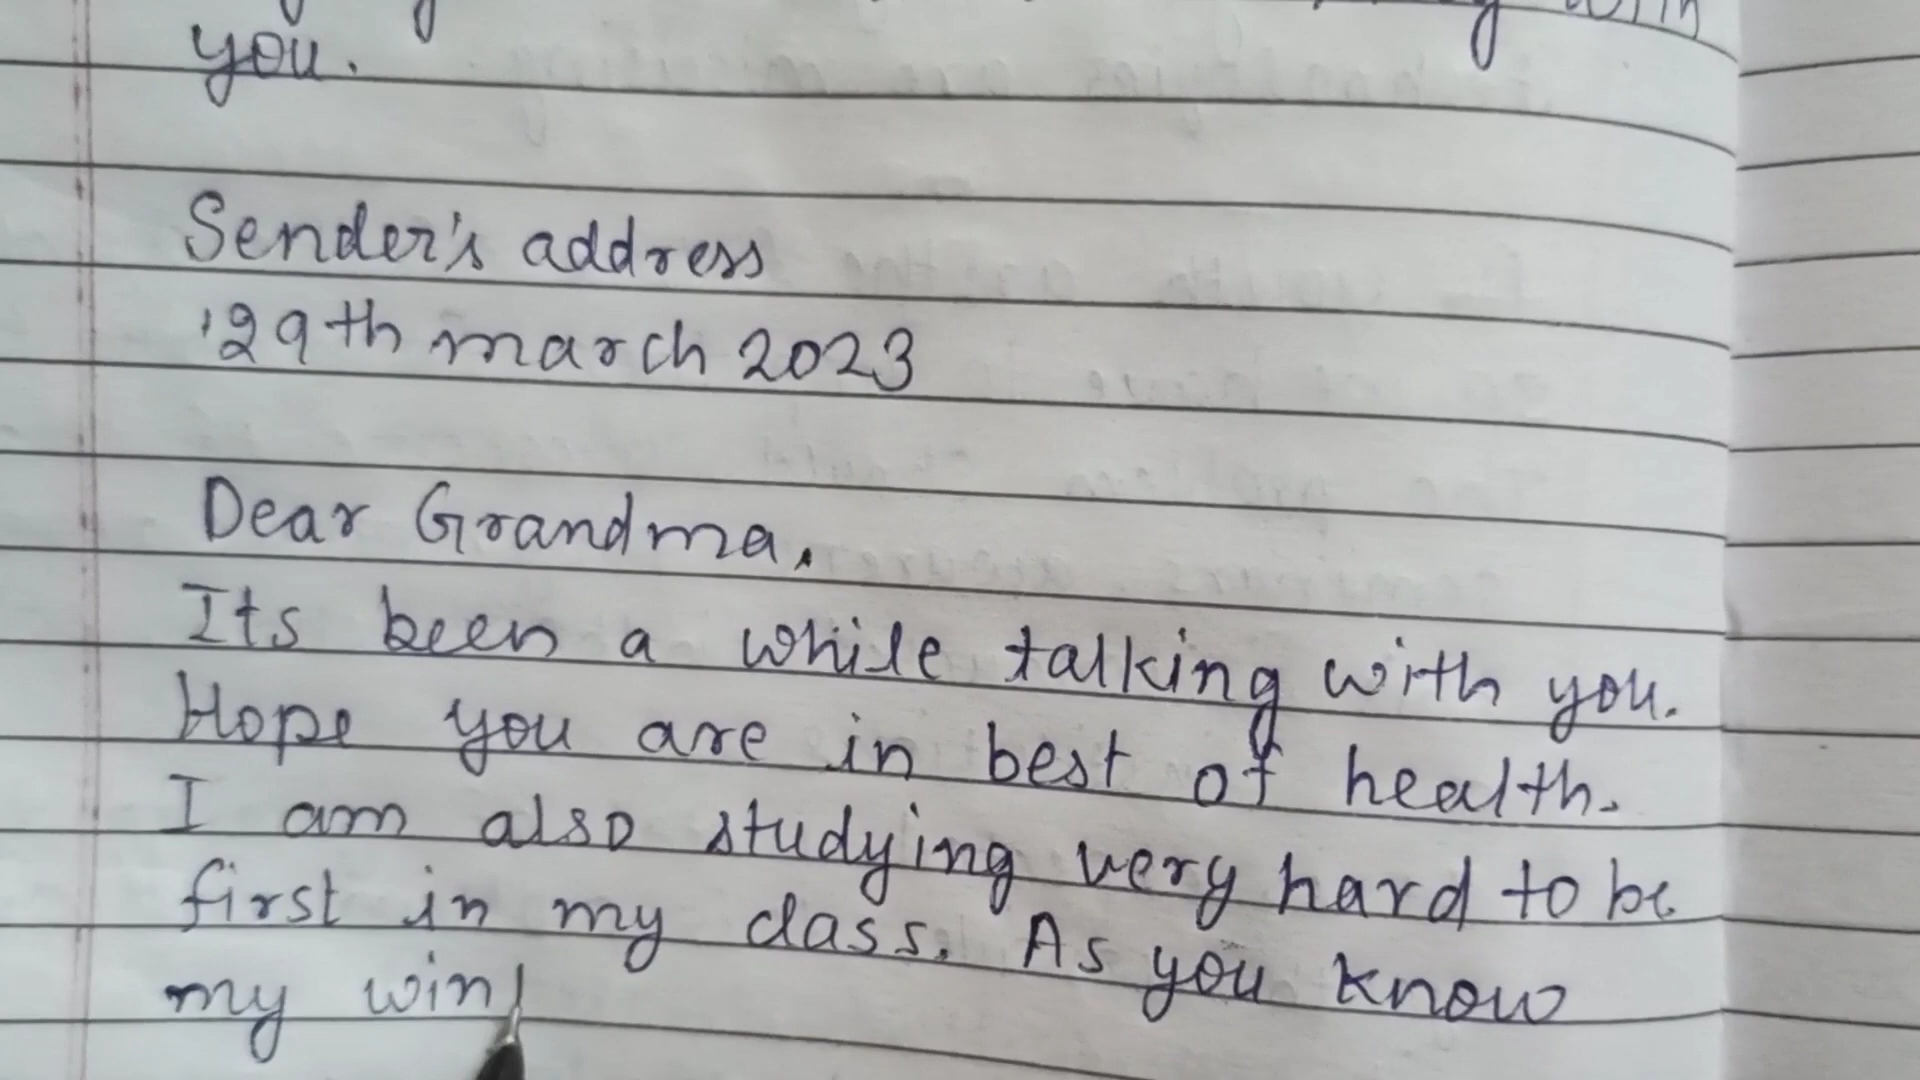 with
you.
Sender's address
29th march 2023
Dear Grandma,
Its been a while talking with you.
Hope you are in best of health.
I am also studying very hard to be
first in my class. As you know
my win